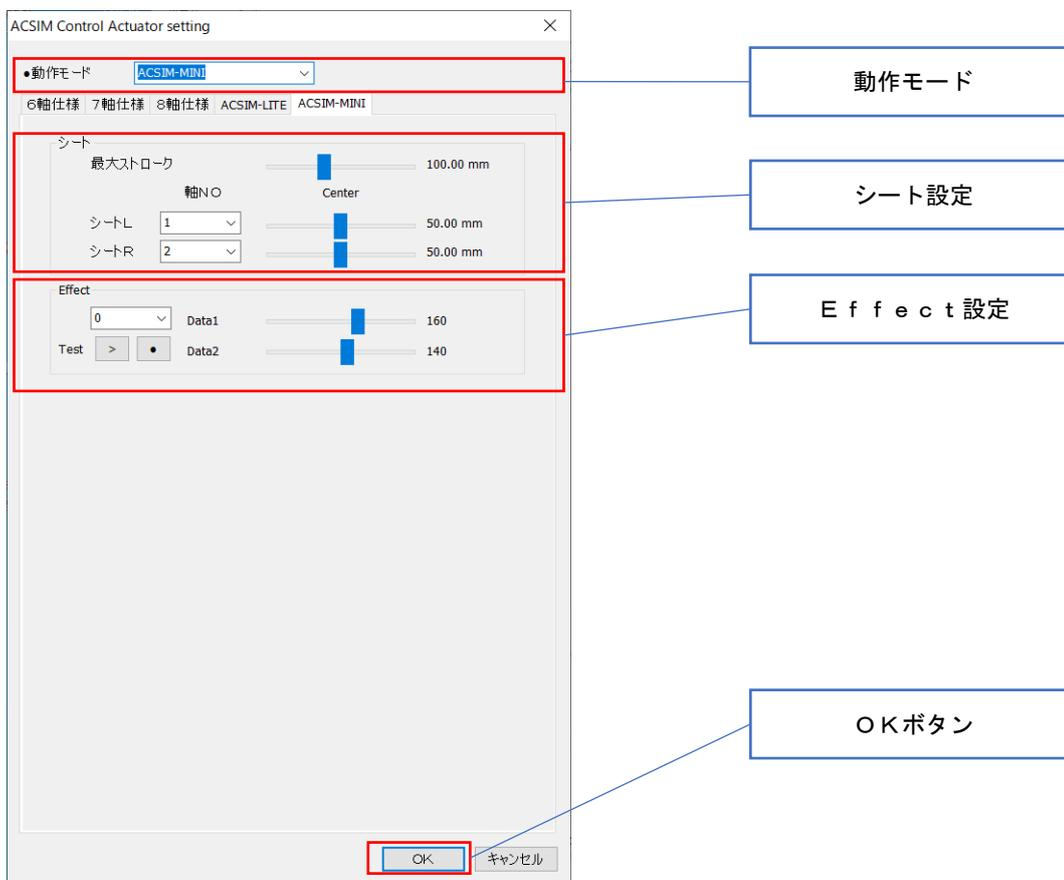 ACSIM Control Actuator setting
●動作モード ACSIM-MINI
6軸仕様 7軸仕様 8軸仕様 ACSIM-LITE ACSIM-MINI
シート
最大ストローク 100.00 mm
軸NO Center
シートL 1 50.00 mm
シートR 2 50.00 mm
Effect
0 Data1 160
Test > ● Data2 140
OK キャンセル
動作モード
シート設定
Ｅｆｆｅｃｔ設定
ＯＫボタン